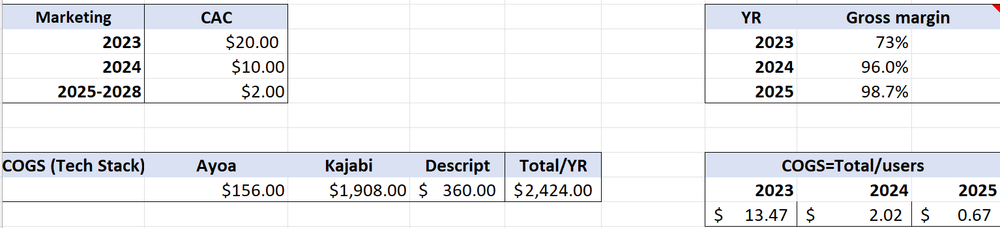 Marketing CAC YR Gross margin
2023 $20.00 2023 73%
2024 $10.00 2024 96.0%
2025-2028 $2.00 2025 98.7%
COGS (Tech Stack) Ayoa Kajabi Descript Total/YR COGS=Total/users
$156.00 $1,908.00 $ 360.00 $2,424.00 2023 2024 2025
$ 13.47 $ 2.02 $ 0.67